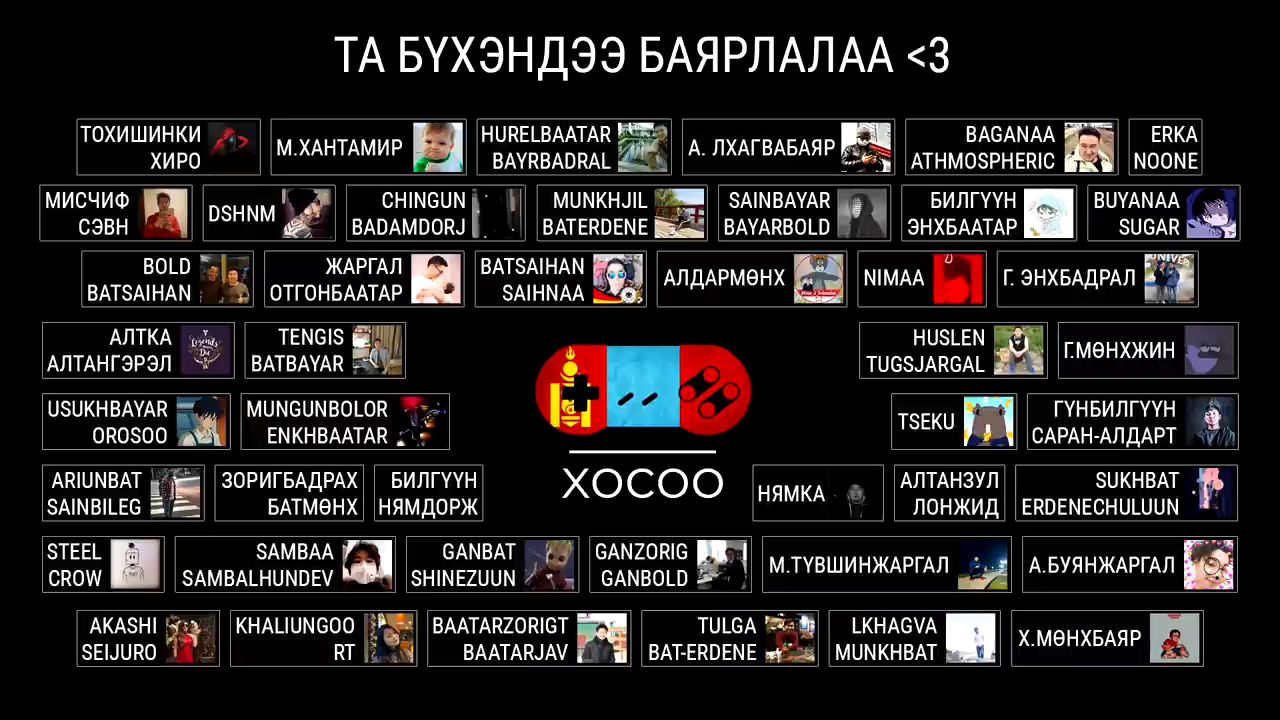 ТА БҮХЭНДЭЭ БАЯРЛАЛАА <3
ТОХИШИНКИ
ХИРО
М.ХАНТАМИР
HURELBAATAR
BAYRBADRAL
А. ЛХАГВАБАЯР
BAGANAA
ATHMOSPHERIC
ERKA
NOONE
МИСЧИФ
СЭВН
DSHNM
CHINGUN
BADAMDORJ
MUNKHJIL
BATERDENE
SAINBAYAR
BAYARBOLD
БИЛГҮҮН
ЭНХБААТАР
BUYANAA
SUGAR
BOLD
BATSAIHAN
ЖАРГАЛ
ОТГОНБААТАР
BATSAIHAN
SAIHNAA
АЛДАРМӨНХ
NIMAA
Г. ЭНХБАДРАЛ
АЛТКА
АЛТАНГЭРЭЛ
TENGIS
BATBAYAR
HUSLEN
TUGSJARGAL
Г.МӨНХЖИН
USUKHBAYAR
OROSOO
MUNGUNBOLOR
ENKHBAATAR
TSEKU
ГҮНБИЛГҮҮН
САРАН-АЛДАРТ
XOCOO
ARIUNBAT
SAINBILEG
ЗОРИГБАДРАХ
БАТМӨНХ
БИЛГҮҮН
НЯМДОРЖ
НЯМКА
АЛТАНЗУЛ
ЛОНЖИД
SUKHBAT
ERDENECHULUUN
STEEL
CROW
SAMBAA
SAMBALHUNDEV
GANBAT
SHINEZUUN
GANZORIG
GANBOLD
М.ТҮВШИНЖАРГАЛ
А.БУЯНЖАРГАЛ
AKASHI
SEIJURO
KHALIUNGOO
RT
BAATARZORIGT
BAATARJAV
TULGA
BAT-ERDENE
LKHAGVA
MUNKHBAT
Х.МӨНХБАЯР